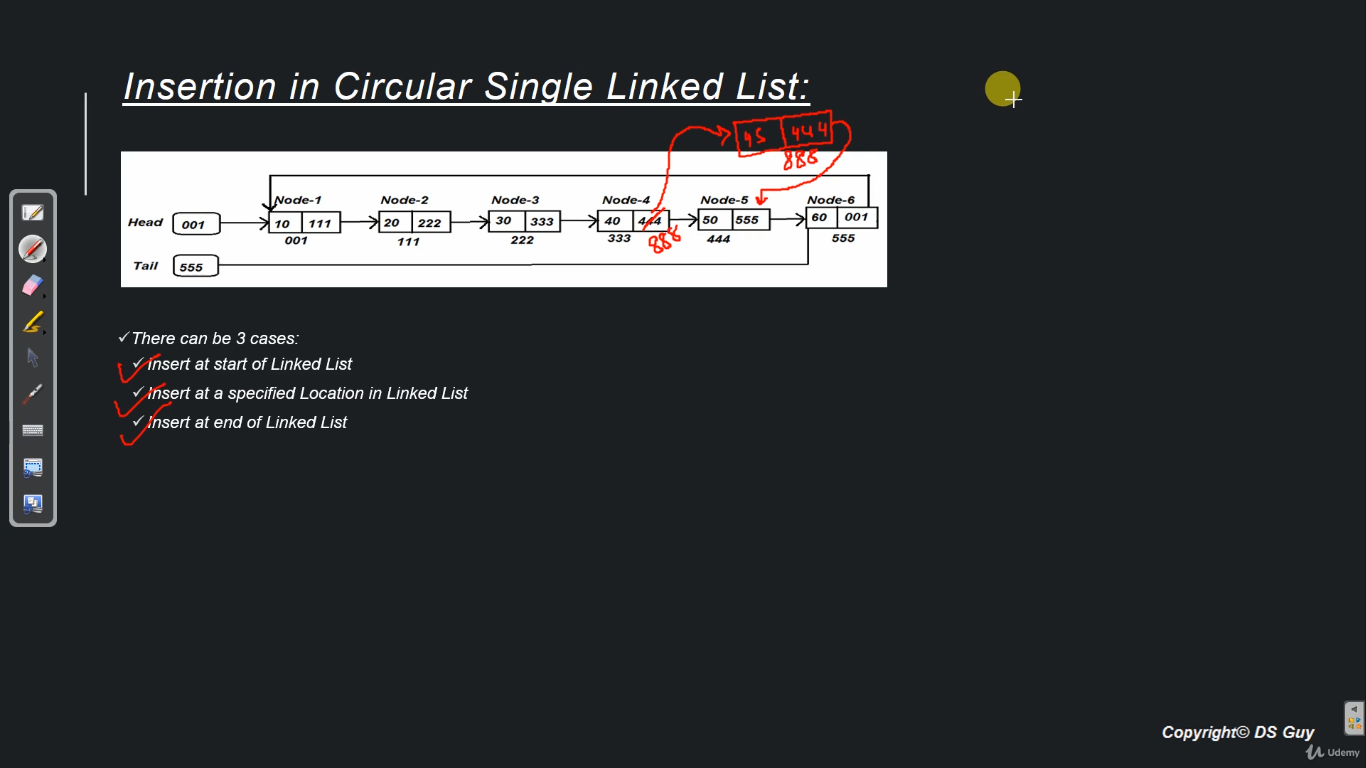 Insertion in Circular Single Linked List:
45 444
888
Node-1 Node-2 Node-3 Node-4 Node-5 Node-6
Head 001 10 111 20 222 30 333 40 444 50 555 60 001
001 111 222 333 888 444 555
Tail 555
✓There can be 3 cases:
✓Insert at start of Linked List
✓Insert at a specified Location in Linked List
✓Insert at end of Linked List
Copyright© DS Guy
Udemy